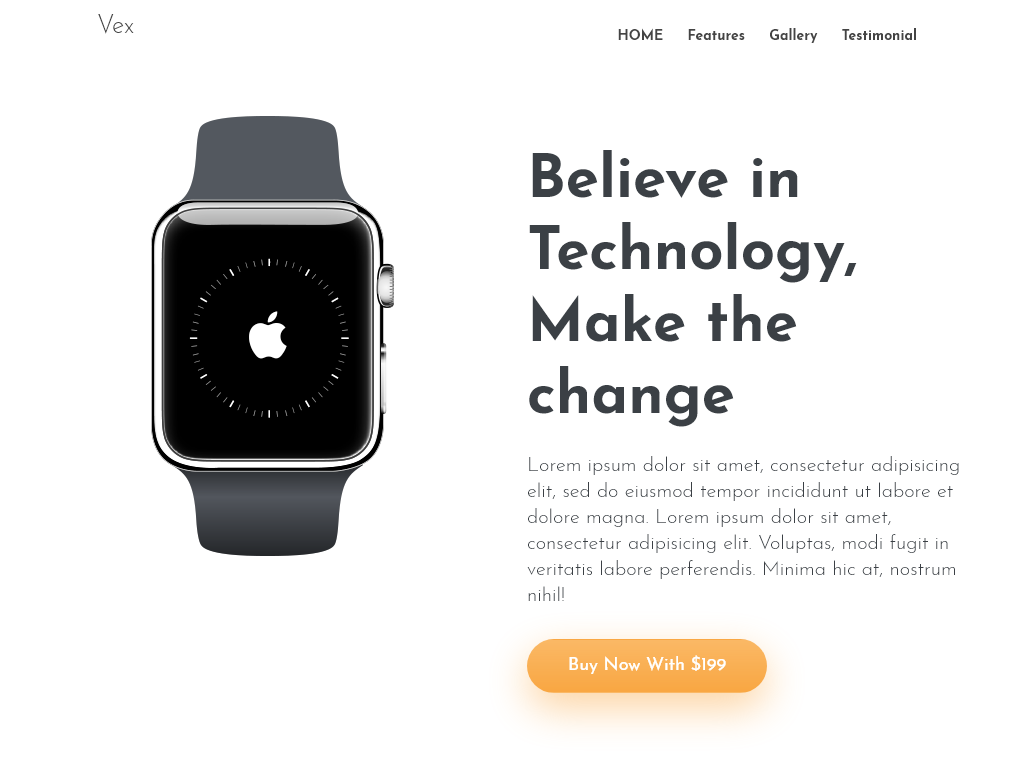 Vex
HOME Features Gallery Testimonial
Believe in
Technology,
Make the
change
Lorem ipsum dolor sit amet, consectetur adipisicing
elit, sed do eiusmod tempor incididunt ut labore et
dolore magna. Lorem ipsum dolor sit amet,
consectetur adipisicing elit. Voluptas, modi fugit in
veritatis labore perferendis. Minima hic at, nostrum
nihil!
Buy Now With $199